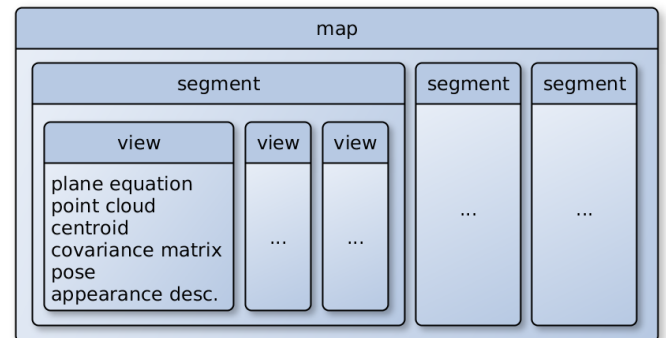 map
segment
segment
segment
view
view
view
plane equation
point cloud
centroid
covariance matrix
pose
appearance desc.
...
...
...
...